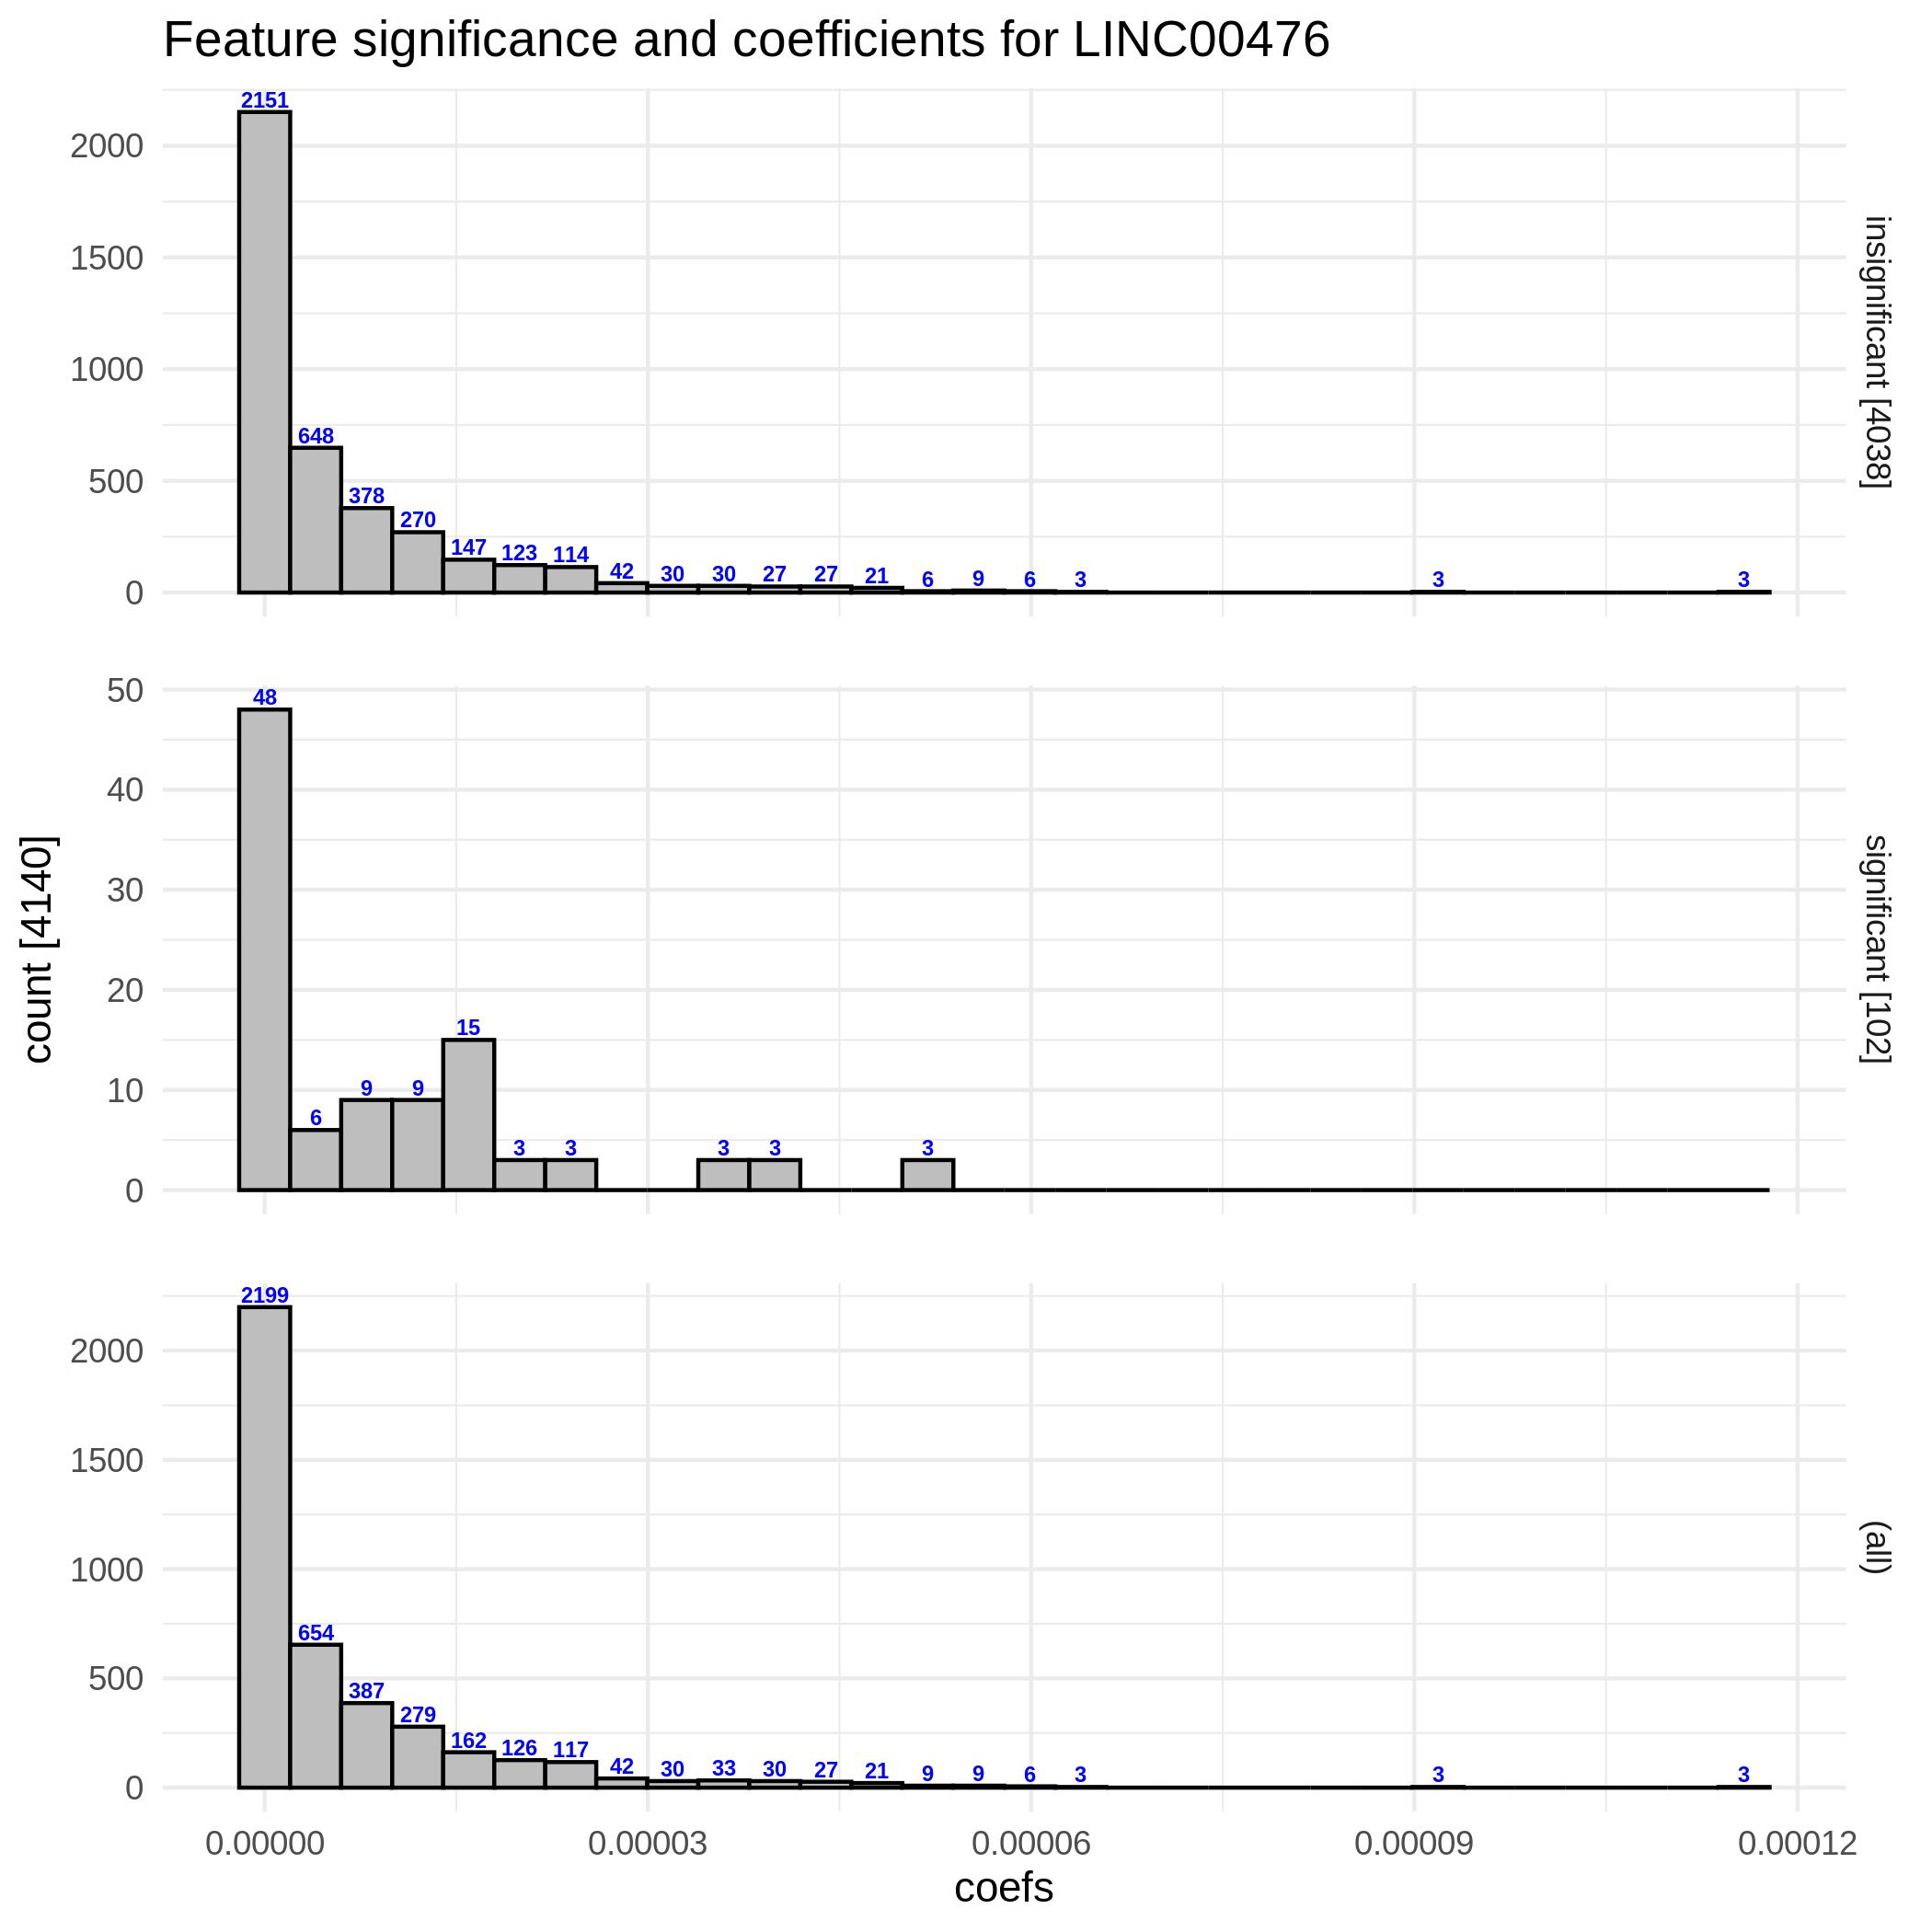 Feature significance and coefficients for LINC00476
2151
2000
1500
1000
648
500
378
270
147 123 114
42 30 30 27 27 21 6 9 6 3 3 3
0
insignificant [4038]
50
48
40
30
20
15
10
9 9
6
3 3 3 3 3
0
significant [102]
count [4140]
2199
2000
1500
1000
654
500
387
279
162 126 117
42 30 33 30 27 21 9 9 6 3 3 3
0
(all)
0.00000 0.00003 0.00006 0.00009 0.00012
coefs